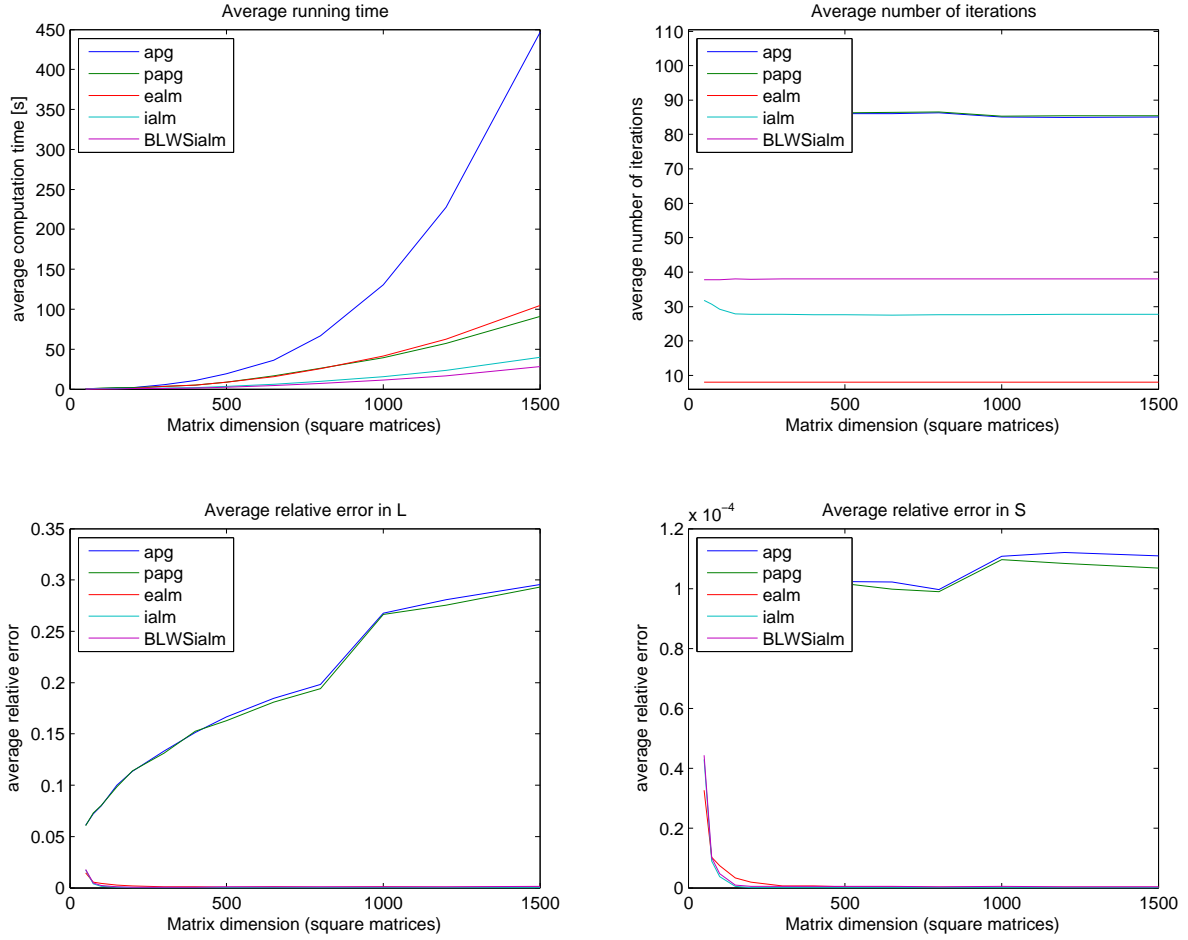 Average running time
450
400
350
300
250
200
150
100
50
0
average computation time [s]
apg
papg
ealm
ialm
BLWSialm
0
500
1000
1500
Matrix dimension (square matrices)
Average number of iterations
110
100
90
80
70
60
50
40
30
20
10
average number of iterations
apg
papg
ealm
ialm
BLWSialm
0
500
1000
1500
Matrix dimension (square matrices)
Average relative error in L
0.35
0.3
0.25
0.2
0.15
0.1
0.05
0
average relative error
apg
papg
ealm
ialm
BLWSialm
0
500
1000
1500
Matrix dimension (square matrices)
x 10⁻⁴
Average relative error in S
1.2
1
0.8
0.6
0.4
0.2
0
average relative error
apg
papg
ealm
ialm
BLWSialm
0
500
1000
1500
Matrix dimension (square matrices)